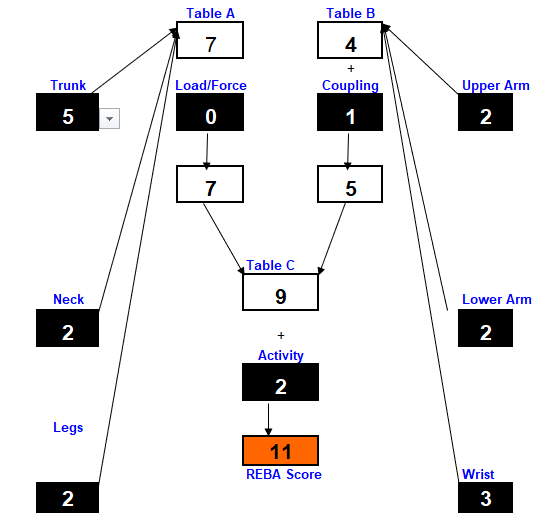 Table A
Table B
7
4
+
Trunk
Load/Force
Coupling
Upper Arm
5
0
1
2
7
5
Table C
9
Neck
Lower Arm
2
2
+
Activity
2
Legs
11
REBA Score
Wrist
2
3